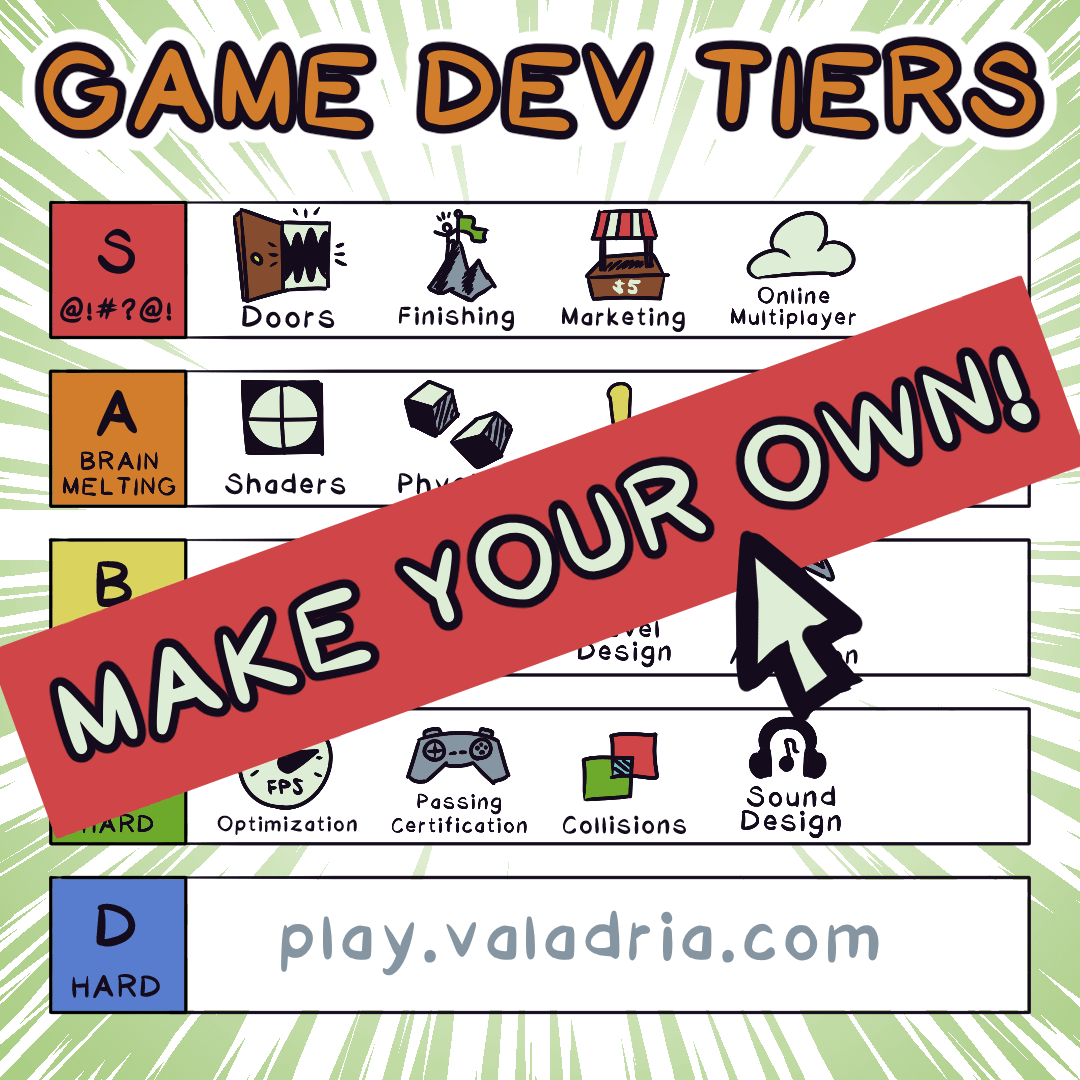 GAME DEV TIERS
S
@!#?@!
Doors
Finishing
$5
Marketing
Online
Multiplayer
A
BRAIN
MELTING
Shaders
MAKE YOUR OWN!
B
Design
FPS
Optimization
Passing
Certification
Collisions
Sound
Design
HARD
D
HARD
play.valadria.com